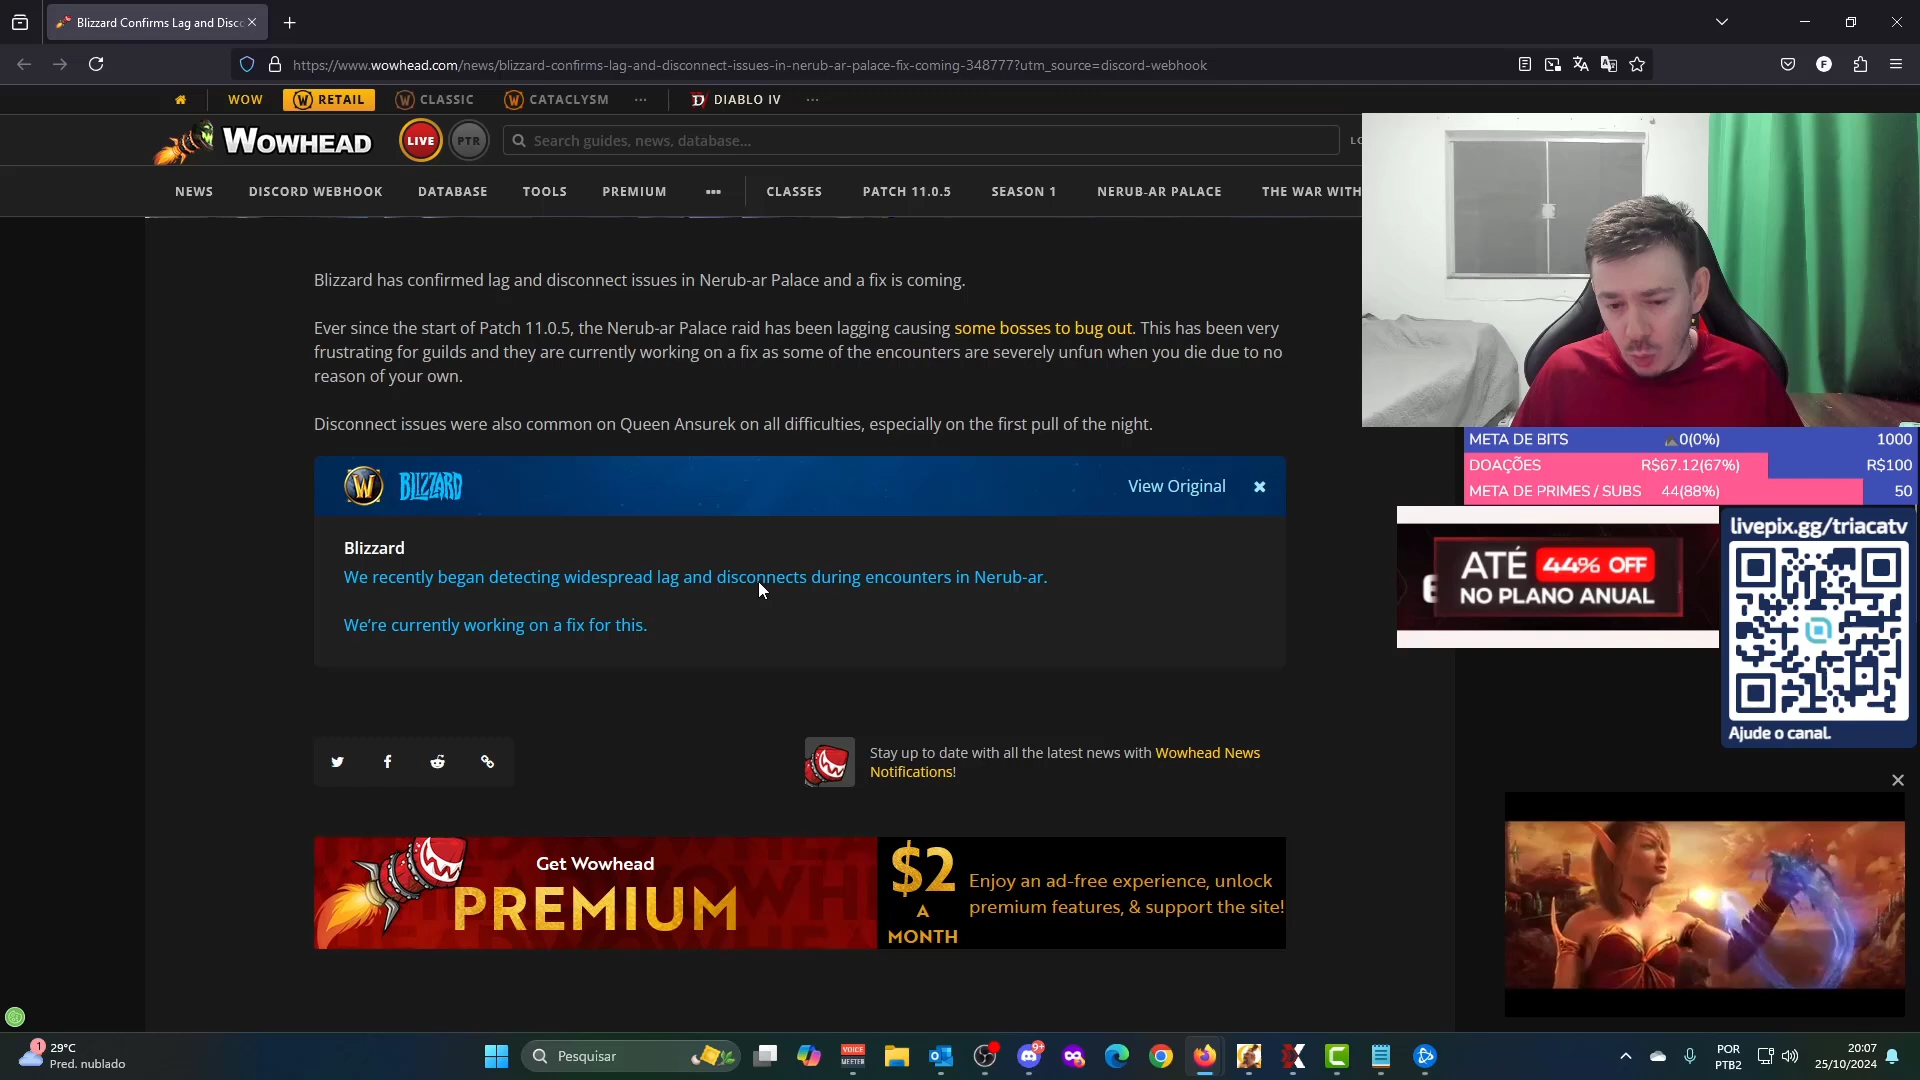 Blizzard Confirms Lag and Disc
https://www.wowhead.com/news/blizzard-confirms-lag-and-disconnect-issues-in-nerub-ar-palace-fix-coming-348777?utm_source=discord-webhook
WOW
RETAIL
CLASSIC
CATACLYSM
DIABLO IV
WOWHEAD
LIVE
PTR
Search guides, news, database...
NEWS
DISCORD WEBHOOK
DATABASE
TOOLS
PREMIUM
CLASSES
PATCH 11.0.5
SEASON 1
NERUB-AR PALACE
THE WAR WITH
Blizzard has confirmed lag and disconnect issues in Nerub-ar Palace and a fix is coming.
Ever since the start of Patch 11.0.5, the Nerub-ar Palace raid has been lagging causing some bosses to bug out. This has been very
frustrating for guilds and they are currently working on a fix as some of the encounters are severely unfun when you die due to no
reason of your own.
Disconnect issues were also common on Queen Ansurek on all difficulties, especially on the first pull of the night.
BLIZZARD
View Original
Blizzard
We recently began detecting widespread lag and disconnects during encounters in Nerub-ar.
We're currently working on a fix for this.
Stay up to date with all the latest news with Wowhead News
Notifications!
Get Wowhead
PREMIUM
$2
A
MONTH
Enjoy an ad-free experience, unlock
premium features, & support the site!
META DE BITS 0(0%) 1000
DOAÇÕES R$67.12(67%) R$100
META DE PRIMES / SUBS 44(88%) 50
ATÉ 44% OFF
NO PLANO ANUAL
livepix.gg/triacatv
Ajude o canal.
1
29°C
Pred. nublado
Pesquisar
VOICE
MEETER
9+
POR
PTB2
20:07
25/10/2024